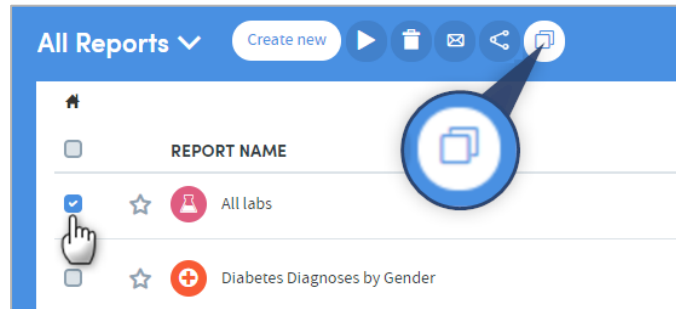 All Reports
Create new
REPORT NAME
All labs
Diabetes Diagnoses by Gender